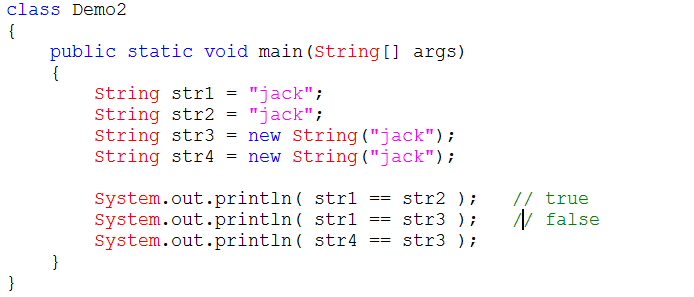 class Demo2
{
    public static void main(String[] args)
    {
        String str1 = "jack";
        String str2 = "jack";
        String str3 = new String("jack");
        String str4 = new String("jack");
        System.out.println( str1 == str2 );   // true
        System.out.println( str1 == str3 );   // false
        System.out.println( str4 == str3 );
    }
}